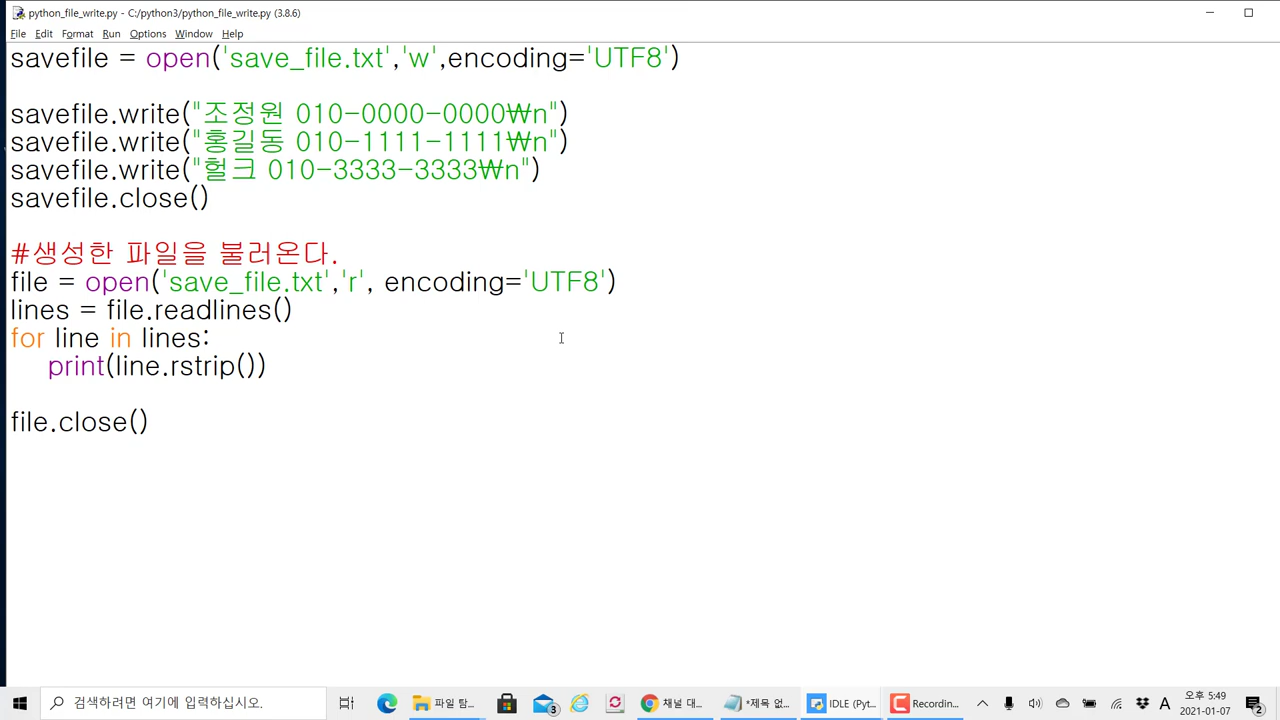 python_file_write.py - C:/python3/python_file_write.py (3.8.6)
File Edit Format Run Options Window Help
savefile = open('save_file.txt','w',encoding='UTF8')
savefile.write("조정원 010-0000-0000₩n")
savefile.write("홍길동 010-1111-1111₩n")
savefile.write("헐크 010-3333-3333₩n")
savefile.close()
#생성한 파일을 불러온다.
file = open('save_file.txt','r', encoding='UTF8')
lines = file.readlines()
for line in lines:
print(line.rstrip())
file.close()
검색하려면 여기에 입력하십시오.
3
파일 탐...
채널 대...
*제목 없...
IDLE (Pyt...
Recordin...
A
오후 5:49
2021-01-07
2